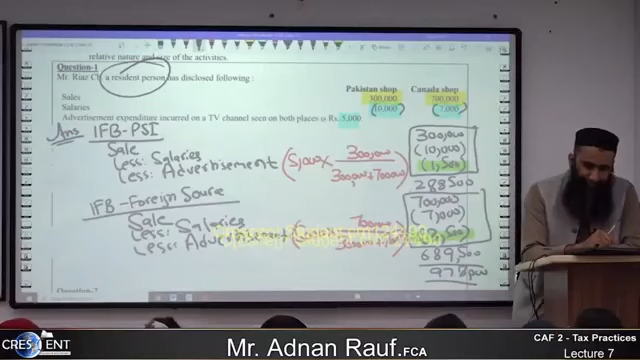 relative nature and size of the activities.
Question-1
Mr. Riaz Ch. a resident person has disclosed following :
Pakistan shop Canada shop
Sales 300,000 700,000
Salaries (10,000) (7,000)
Advertisement expenditure incurred on a TV channel seen on both places is Rs. 5,000
Ans IFB-PSI
Sale 300,000
Less: Salaries (10,000)
Less: Advertisement (5,000 x 300,000 / 300,000 + 700,000) (1,500)
288500
IFB-Foreign Source
Sale 700,000
Less: Salaries (7,000)
Less: Advertisement
689,500
CRESCENT
Mr. Adnan Rauf.FCA
CAF 2 - Tax Practices
Lecture 7